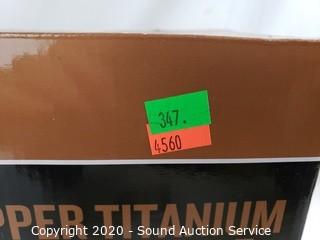 347.
4560
PPER TITANIUM
Copyright 2020 - Sound Auction Service